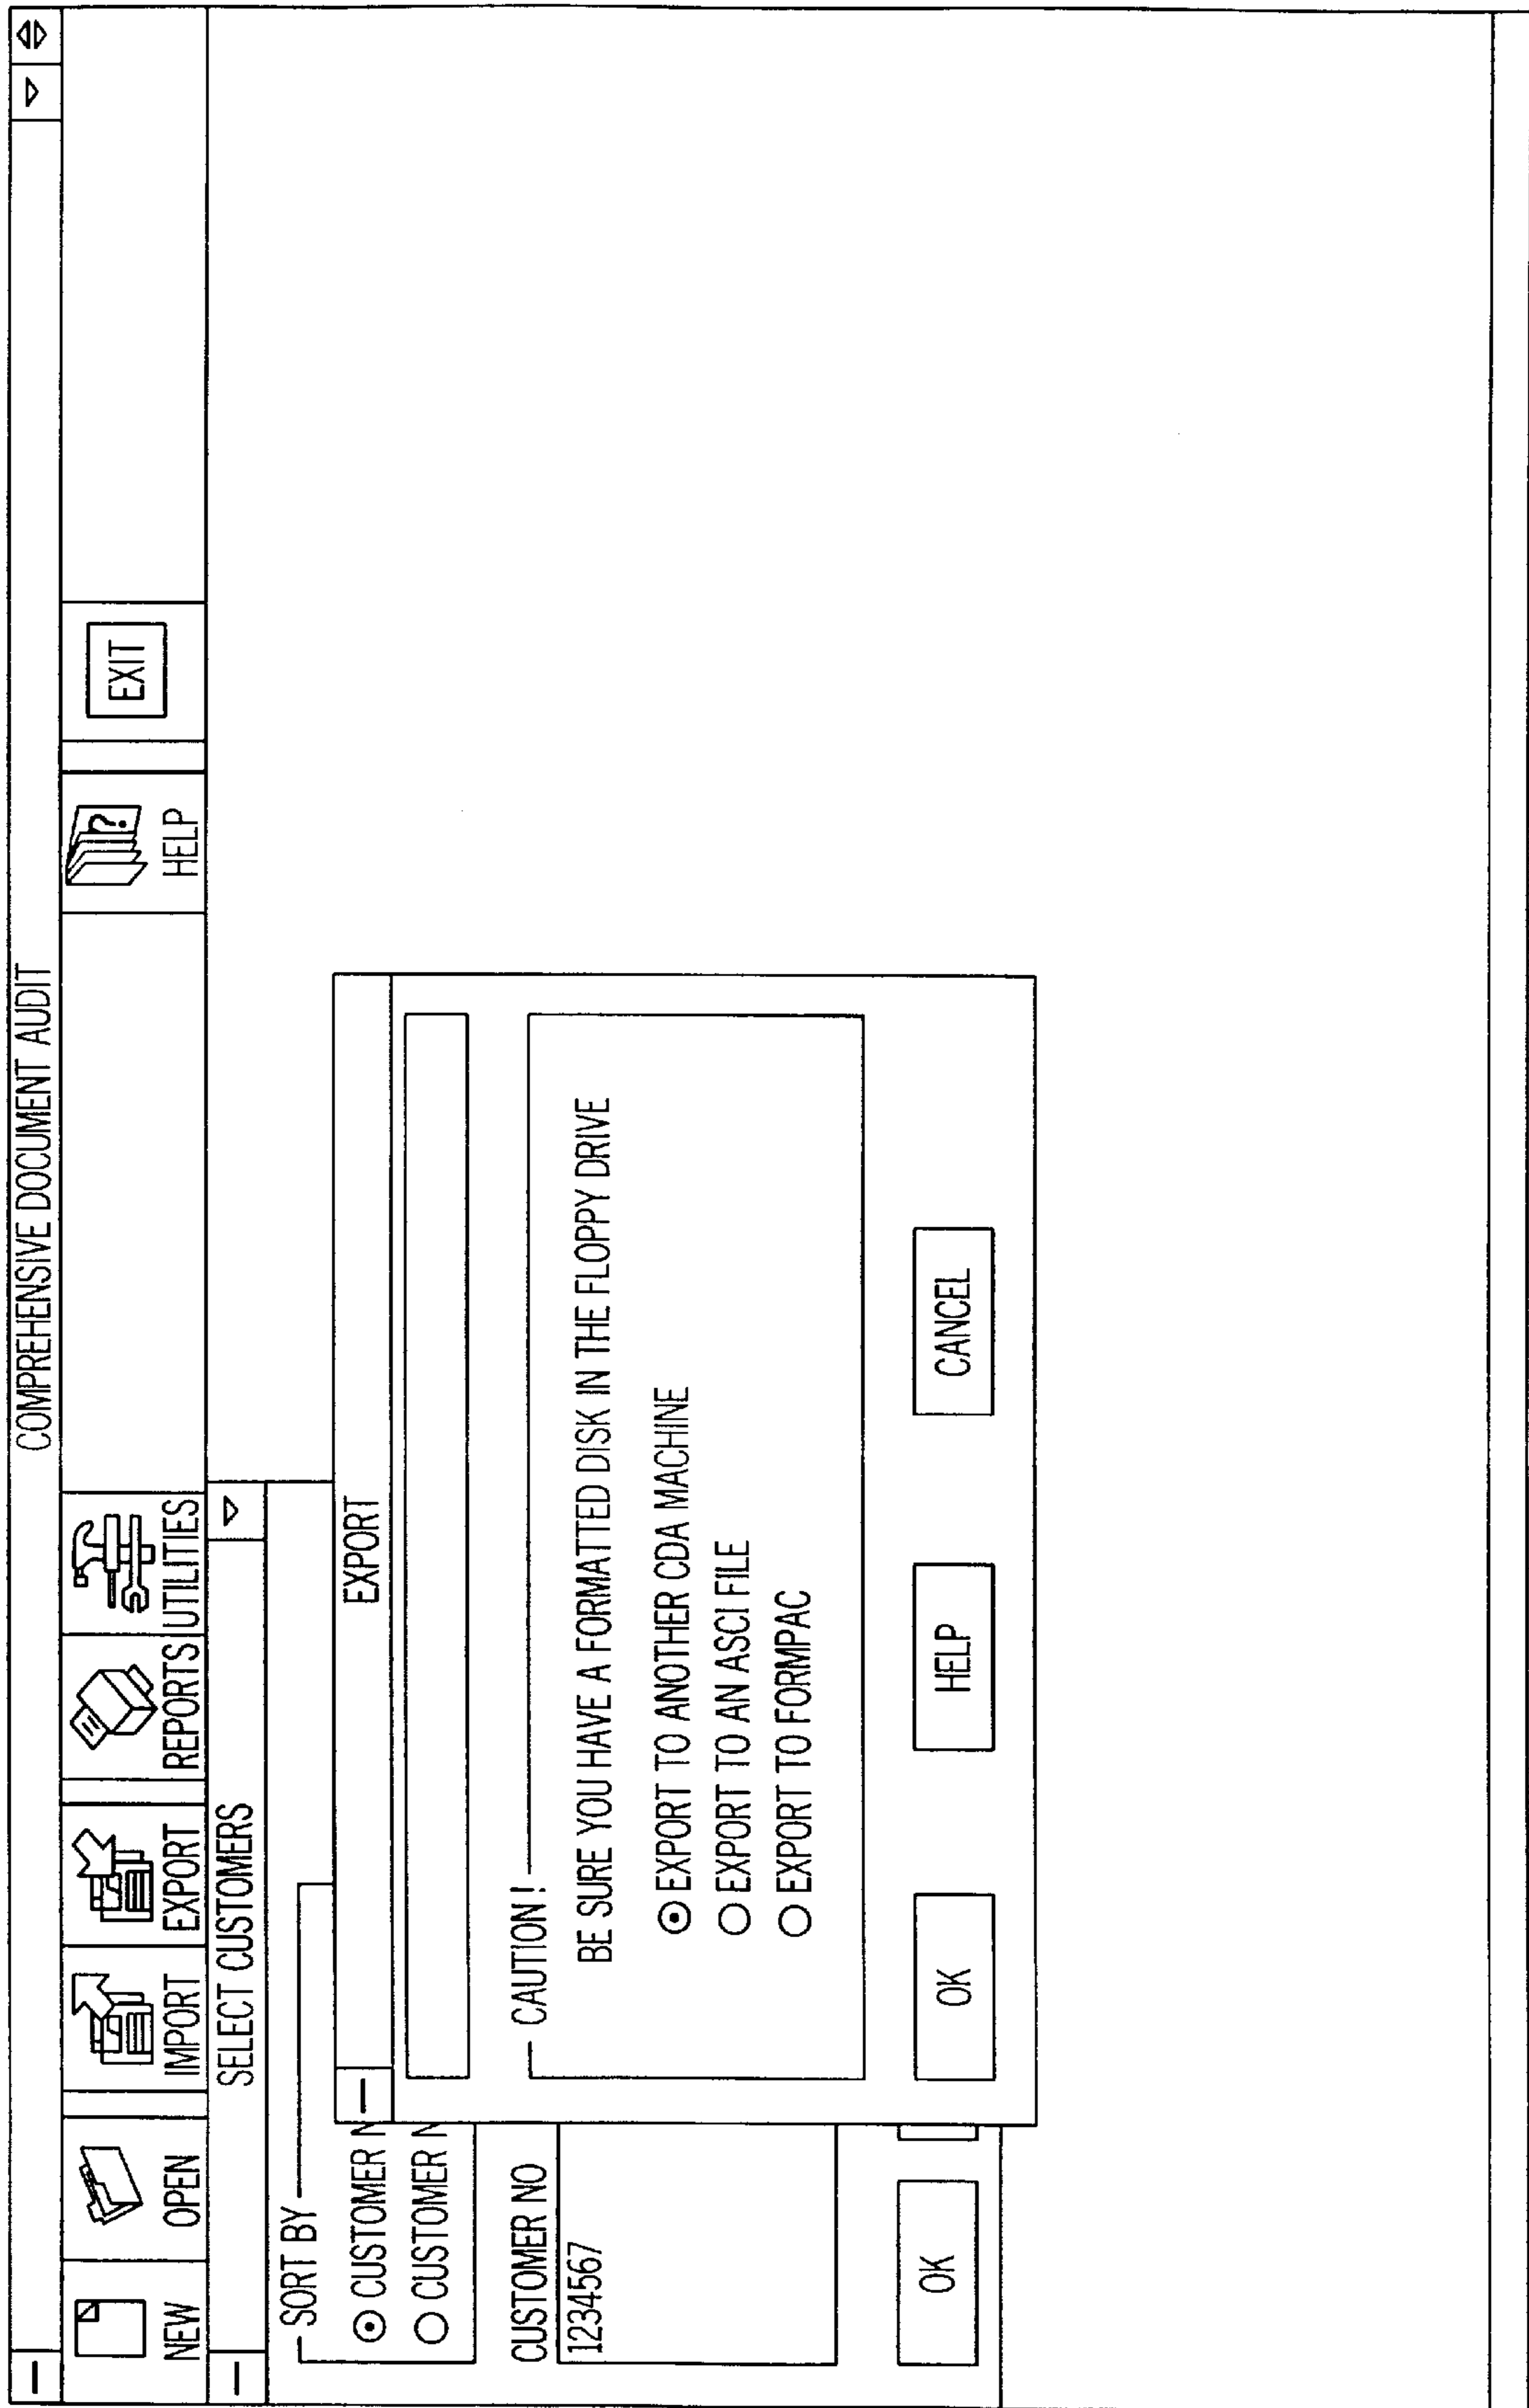 COMPREHENSIVE DOCUMENT AUDIT
NEW OPEN IMPORT EXPORT REPORTS UTILITIES HELP EXIT
SELECT CUSTOMERS
SORT BY
CUSTOMER N
CUSTOMER N
CUSTOMER NO
1234567
OK
EXPORT
CAUTION!
BE SURE YOU HAVE A FORMATTED DISK IN THE FLOPPY DRIVE
EXPORT TO ANOTHER CDA MACHINE
EXPORT TO AN ASCI FILE
EXPORT TO FORMPAC
OK HELP CANCEL